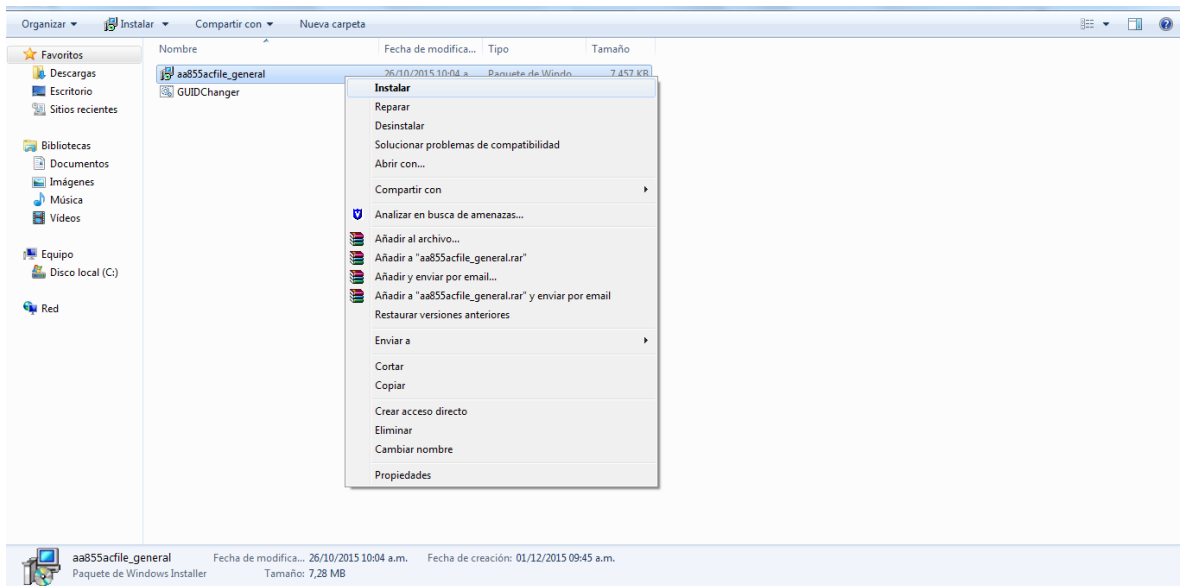 Organizar Instalar Compartir con Nueva carpeta
Favoritos
Descargas
Escritorio
Sitios recientes
Bibliotecas
Documentos
Imágenes
Música
Vídeos
Equipo
Disco local (C:)
Red
Nombre Fecha de modifica... Tipo Tamaño
aa855acfile_general 26/10/2015 10:04 a... Paquete de Windo... 7.457 KB
GUIDChanger
Instalar
Reparar
Desinstalar
Solucionar problemas de compatibilidad
Abrir con...
Compartir con
Analizar en busca de amenazas...
Añadir al archivo...
Añadir a "aa855acfile_general.rar"
Añadir y enviar por email...
Añadir a "aa855acfile_general.rar" y enviar por email
Restaurar versiones anteriores
Enviar a
Cortar
Copiar
Crear acceso directo
Eliminar
Cambiar nombre
Propiedades
aa855acfile_general Fecha de modifica... 26/10/2015 10:04 a.m. Fecha de creación: 01/12/2015 09:45 a.m.
Paquete de Windows Installer Tamaño: 7,28 MB